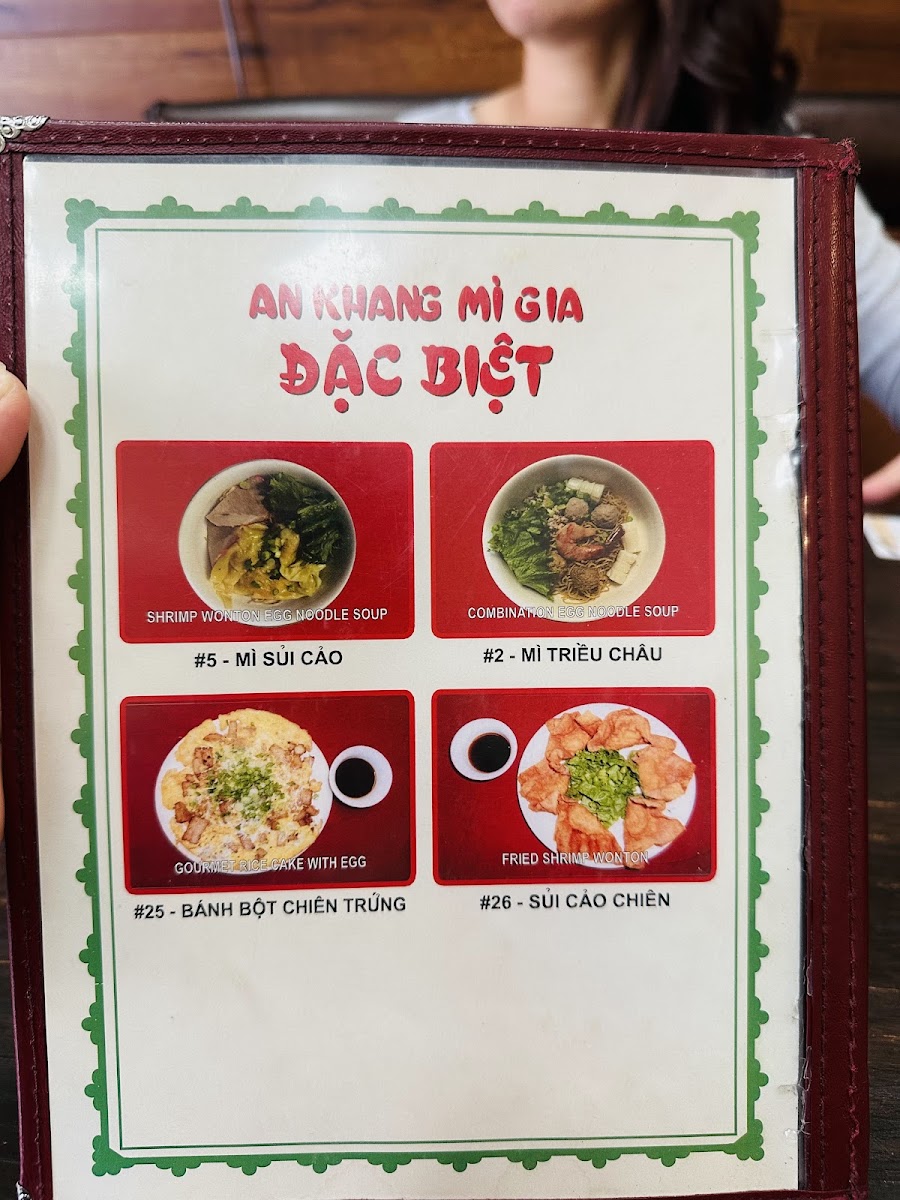 AN KHANG MÌ GIA
ĐẶC BIỆT
SHRIMP WONTON EGG NOODLE SOUP
COMBINATION EGG NOODLE SOUP
#5 - MÌ SỦI CẢO
#2 - MÌ TRIỀU CHÂU
GOURMET RICE CAKE WITH EGG
FRIED SHRIMP WONTON
#25 - BÁNH BỘT CHIÊN TRỨNG
#26 - SỦI CẢO CHIÊN